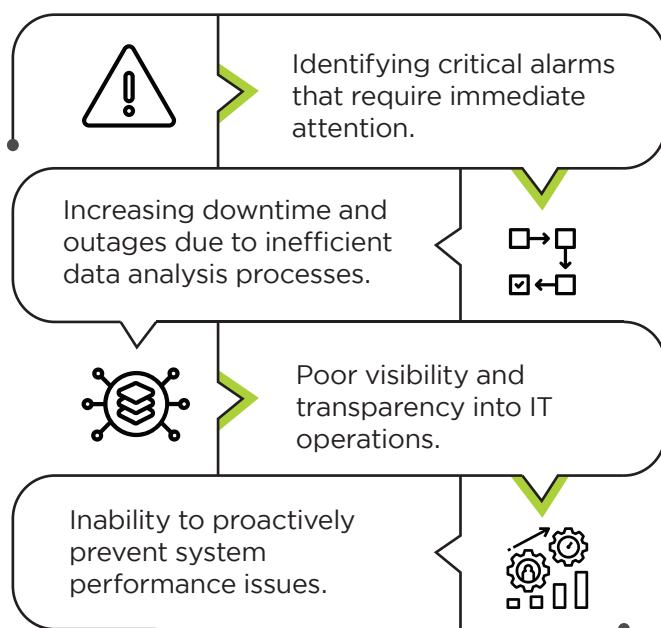 Identifying critical alarms
that require immediate
attention.
Increasing downtime and
outages due to inefficient
data analysis processes.
Poor visibility and
transparency into IT
operations.
Inability to proactively
prevent system
performance issues.